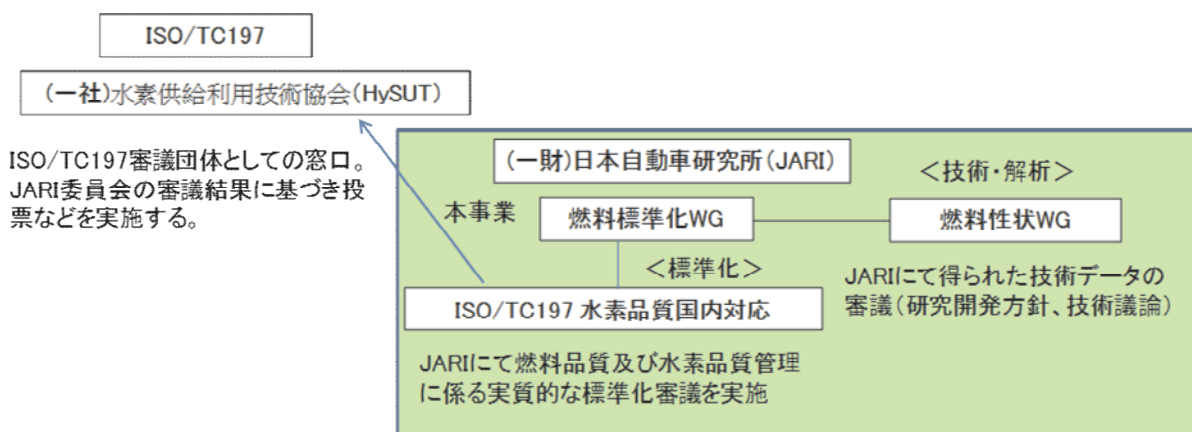 ISO/TC197
(一社)水素供給利用技術協会(HySUT)
ISO/TC197審議団体としての窓口。
JARI委員会の審議結果に基づき投
票などを実施する。
(一財)日本自動車研究所(JARI)
<技術・解析>
本事業
燃料標準化WG
燃料性状WG
<標準化>
JARIにて得られた技術データの
審議(研究開発方針、技術議論)
ISO/TC197 水素品質国内対応
JARIにて燃料品質及び水素品質管理
に係る実質的な標準化審議を実施